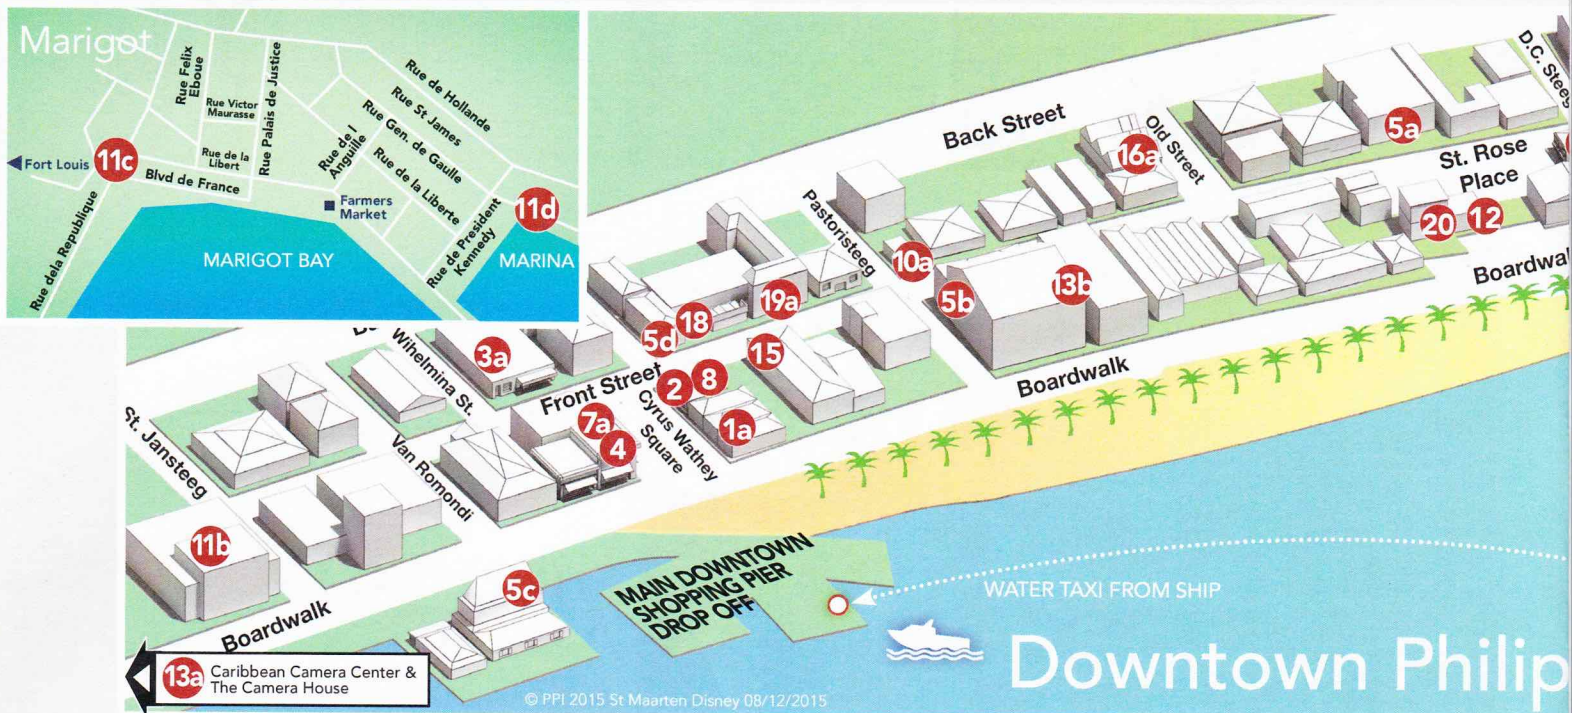 Marigot
Rue Felix
Eboue
Rue Victor
Maurasse
Rue Palais de Justice
Rue de la
Libert
Rue de Hollande
Rue St James
Rue Gen. de Gaulle
Rue de l
Anguille
Rue de la Liberte
Fort Louis
11c
Blvd de France
Farmers
Market
11d
Rue dela Republique
MARIGOT BAY
Rue de President
Kennedy
MARINA
D.C. Steeg
Back Street
Old Street
16a
5a
St. Rose
Place
20
12
Pastoristeeg
10a
5b
13b
Boardwal
19a
18
5d
15
3a
Wihelmina St.
Front Street
2
8
Boardwalk
7a
4
1a
Cyrus Wathey
Square
St. Jansteeg
Van Romondi
11b
MAIN DOWNTOWN
SHOPPING PIER
DROP OFF
5c
WATER TAXI FROM SHIP
Boardwalk
Downtown Philip
13a
Caribbean Camera Center &
The Camera House
© PPI 2015 St Maarten Disney 08/12/2015